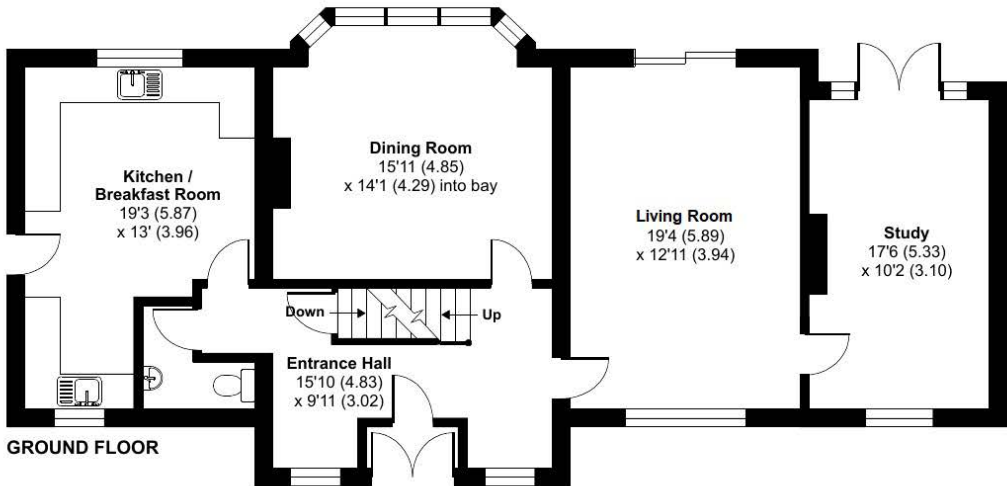 Dining Room
15'11 (4.85)
x 14'1 (4.29) into bay
Kitchen /
Breakfast Room
19'3 (5.87)
x 13' (3.96)
Living Room
19'4 (5.89)
x 12'11 (3.94)
Study
17'6 (5.33)
x 10'2 (3.10)
Down
Up
Entrance Hall
15'10 (4.83)
x 9'11 (3.02)
GROUND FLOOR